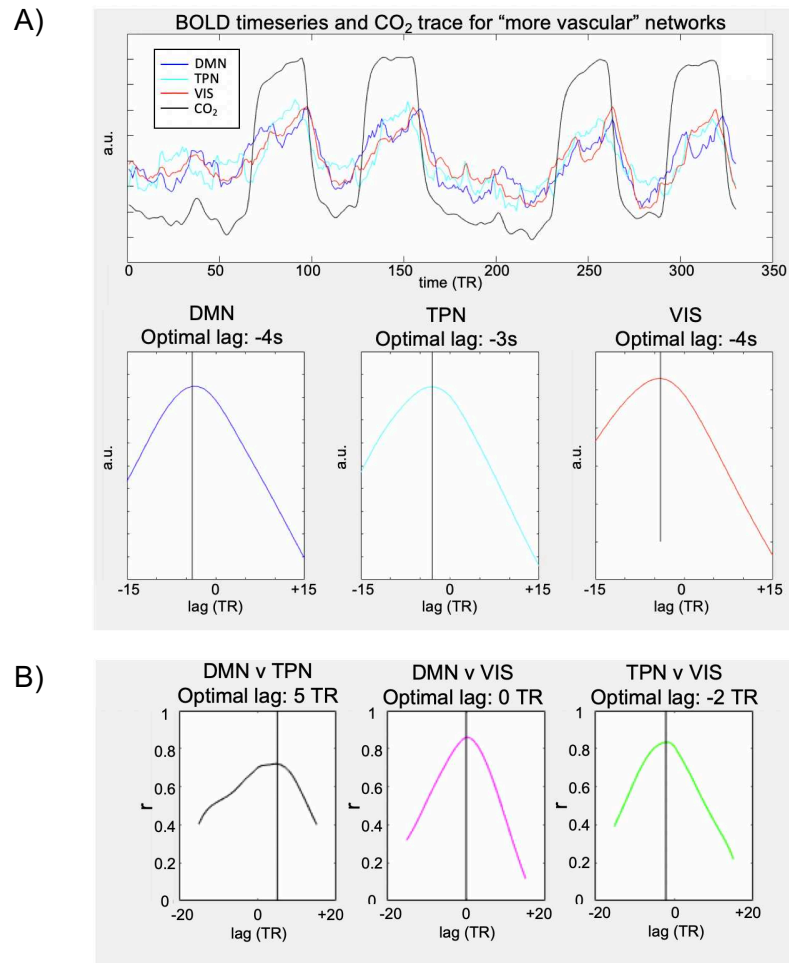 A)
BOLD timeseries and CO2 trace for “more vascular” networks
DMN
TPN
VIS
CO2
a.u.
0 50 100 150 200 250 300 350
time (TR)
DMN
Optimal lag: -4s
a.u.
-15 0 +15
lag (TR)
TPN
Optimal lag: -3s
a.u.
-15 0 +15
lag (TR)
VIS
Optimal lag: -4s
a.u.
-15 0 +15
lag (TR)
B)
DMN v TPN
Optimal lag: 5 TR
1
0.8
0.6
0.4
0.2
0
r
-20 0 +20
lag (TR)
DMN v VIS
Optimal lag: 0 TR
1
0.8
0.6
0.4
0.2
0
r
-20 0 +20
lag (TR)
TPN v VIS
Optimal lag: -2 TR
1
0.8
0.6
0.4
0.2
0
r
-20 0 +20
lag (TR)